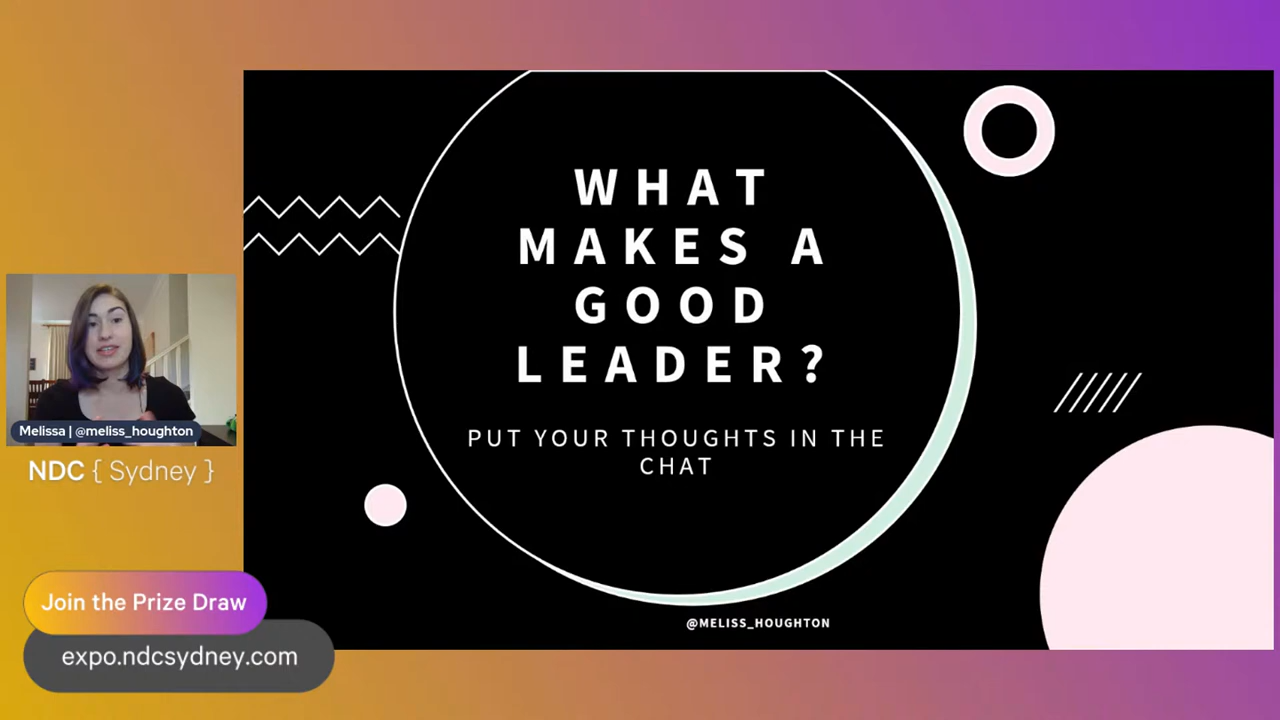 WHAT
MAKES A
GOOD
LEADER?
PUT YOUR THOUGHTS IN THE
CHAT
@MELISS_HOUGHTON
Melissa | @meliss_houghton
NDC { Sydney }
Join the Prize Draw
expo.ndcsydney.com